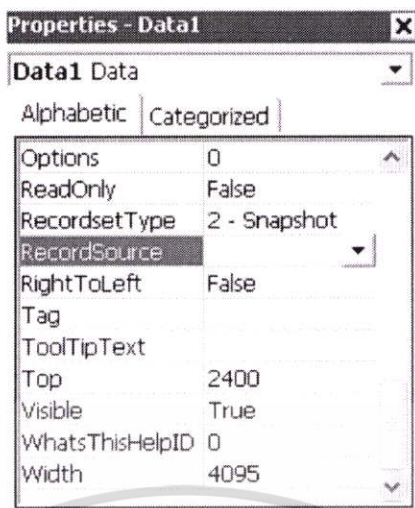 Properties - Data1
Data1 Data
Alphabetic Categorized
Options 0
ReadOnly False
RecordsetType 2 - Snapshot
RecordSource
RightToLeft False
Tag
ToolTipText
Top 2400
Visible True
WhatsThisHelpID 0
Width 4095